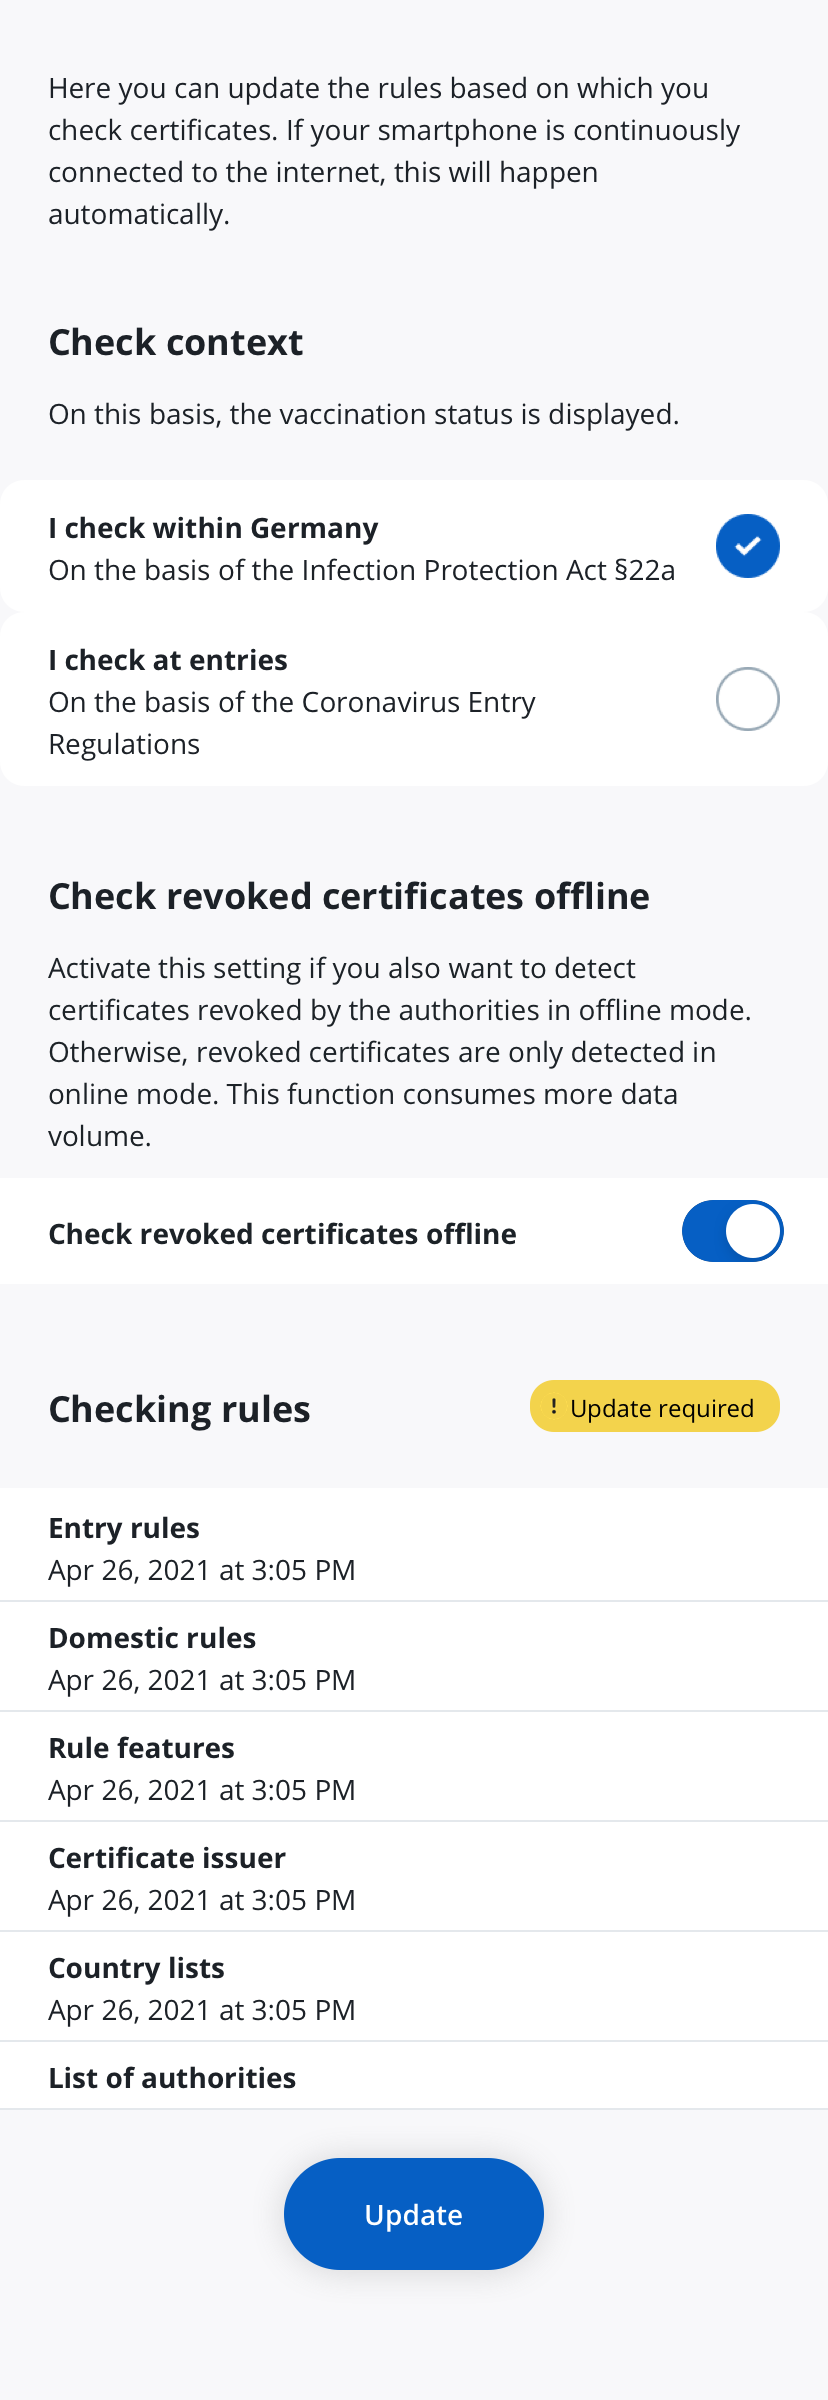 Here you can update the rules based on which you
check certificates. If your smartphone is continuously
connected to the internet, this will happen
automatically.
Check context
On this basis, the vaccination status is displayed.
I check within Germany
On the basis of the Infection Protection Act §22a
I check at entries
On the basis of the Coronavirus Entry
Regulations
Check revoked certificates offline
Activate this setting if you also want to detect
certificates revoked by the authorities in offline mode.
Otherwise, revoked certificates are only detected in
online mode. This function consumes more data
volume.
Check revoked certificates offline
Checking rules
! Update required
Entry rules
Apr 26, 2021 at 3:05 PM
Domestic rules
Apr 26, 2021 at 3:05 PM
Rule features
Apr 26, 2021 at 3:05 PM
Certificate issuer
Apr 26, 2021 at 3:05 PM
Country lists
Apr 26, 2021 at 3:05 PM
List of authorities
Update